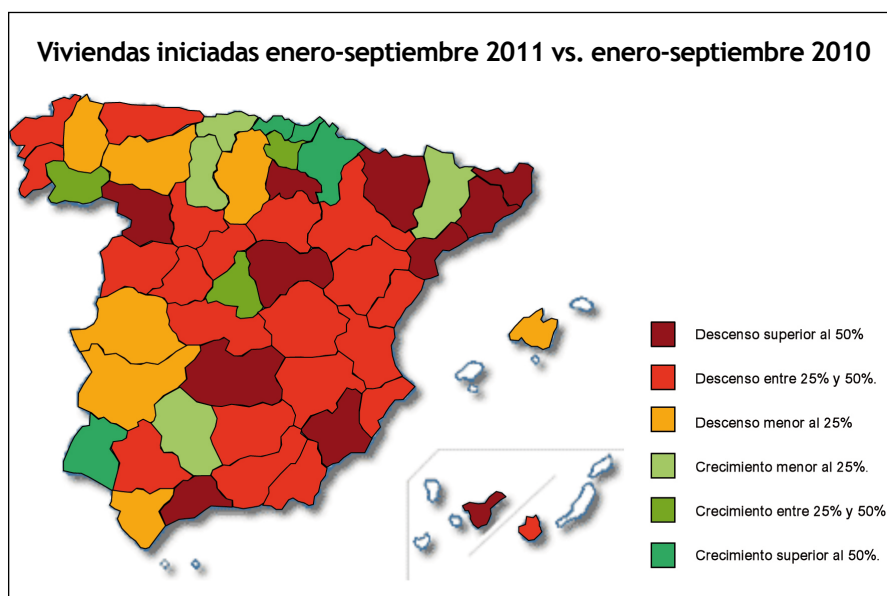 Viviendas iniciadas enero-septiembre 2011 vs. enero-septiembre 2010
Descenso superior al 50%
Descenso entre 25% y 50%.
Descenso menor al 25%
Crecimiento menor al 25%.
Crecimiento entre 25% y 50%
Crecimiento superior al 50%.